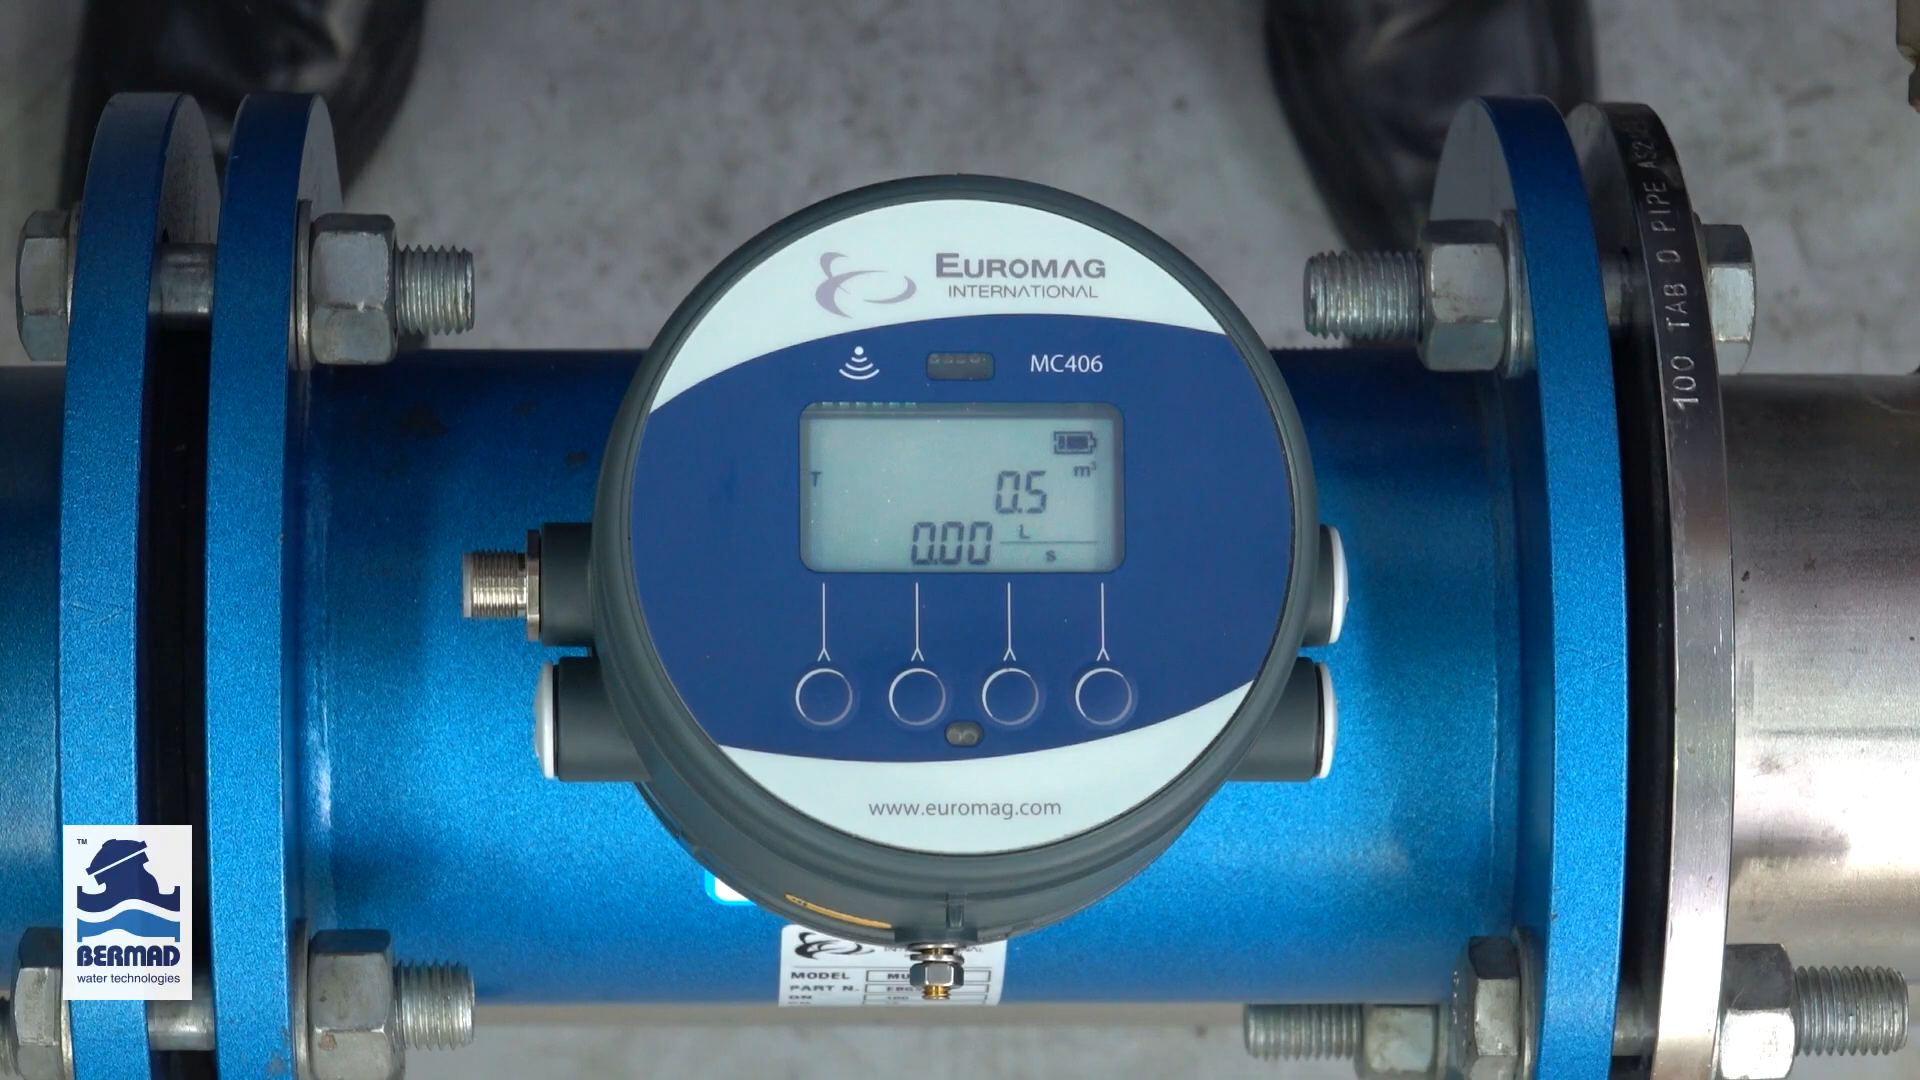 EUROMAG
INTERNATIONAL
MC406
m³
T
0.5
0.00
L
s
www.euromag.com
100 TAB D PIPE
MODEL
PART N.
DN
TM
BERMAD
water technologies